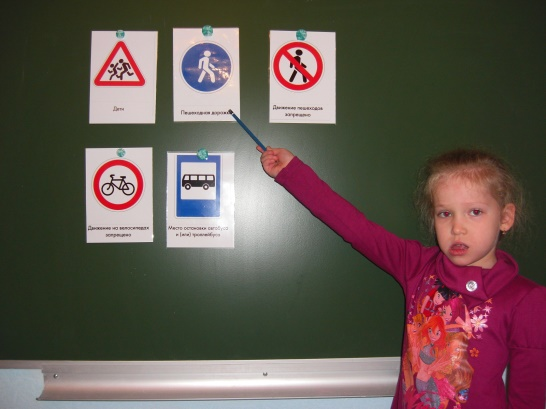 Дети
Пешеходная дорожка
Движение пешеходов
запрещено
Движение на велосипедах
запрещено
Место остановки автобуса
и (или) троллейбуса